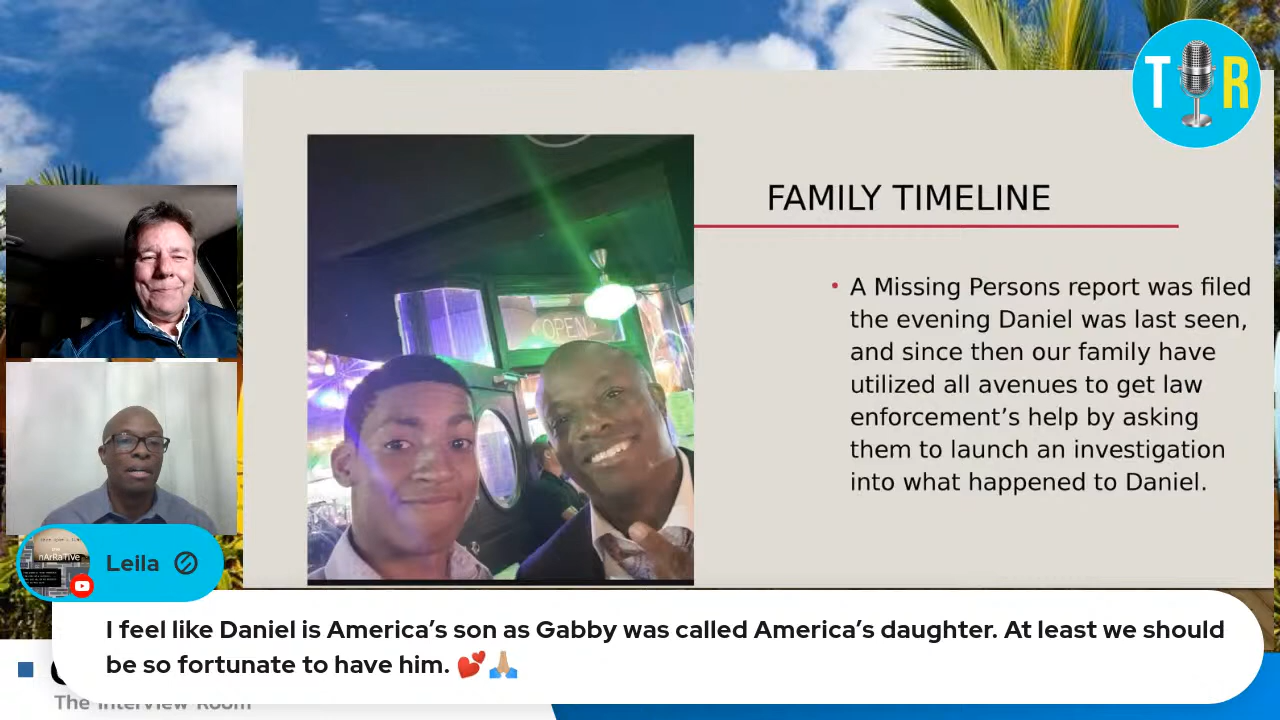 T R
FAMILY TIMELINE
• A Missing Persons report was filed
the evening Daniel was last seen,
and since then our family have
utilized all avenues to get law
enforcement’s help by asking
them to launch an investigation
into what happened to Daniel.
OPEN
nArRaTiVe
Leila
I feel like Daniel is America’s son as Gabby was called America’s daughter. At least we should
be so fortunate to have him. 💕🙏🏼
The Interview Room